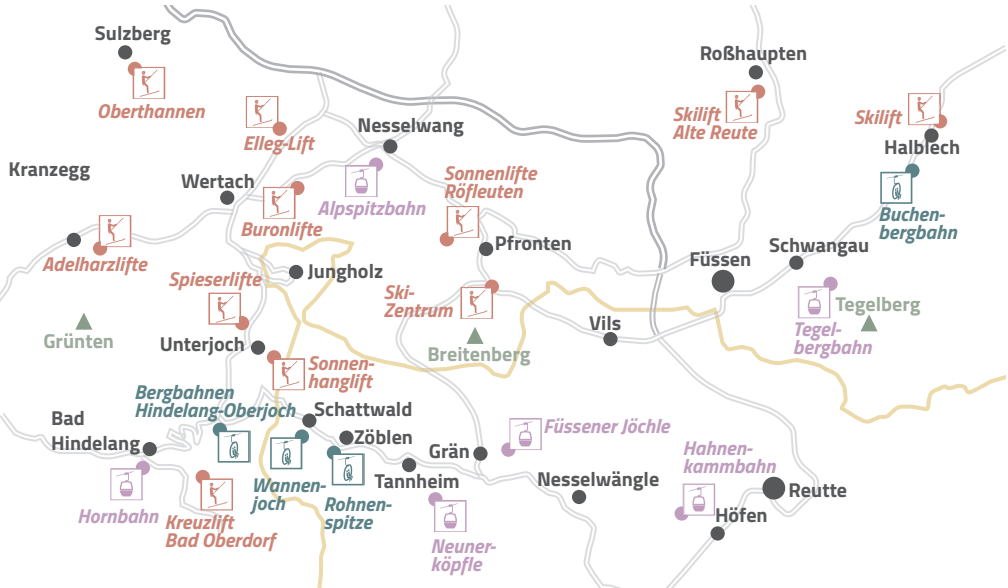 Sulzberg
Oberthannen
Elleg-Lift
Nesselwang
Roßhaupten
Skilift
Alte Reute
Skilift
Halblech
Kranzegg
Wertach
Alpspitzbahn
Sonnenlifte
Röfleuten
Buchen-
bergbahn
Buronlifte
Adelharzlifte
Jungholz
Pfronten
Füssen
Schwangau
Spieserlifte
Ski-
Zentrum
Tegelberg
Tegel-
bergbahn
Grünten
Unterjoch
Breitenberg
Vils
Sonnen-
hanglift
Bergbahnen
Hindelang-Oberjoch
Schattwald
Bad
Hindelang
Zöblen
Grän
Füssener Jöchle
Hahnen-
kammbahn
Tannheim
Nesselwängle
Reutte
Wannen-
joch
Rohnen-
spitze
Hornbahn
Kreuzlift
Bad Oberdorf
Neuner-
köpfle
Höfen